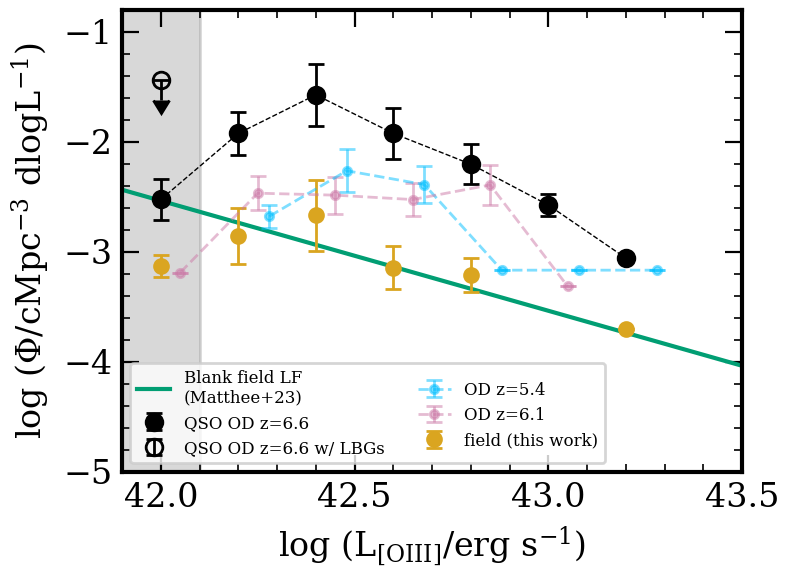 −1
−2
−3
−4
−5
log (Φ/cMpc⁻³ dlogL⁻¹)
Blank field LF
(Matthee+23)
QSO OD z=6.6
QSO OD z=6.6 w/ LBGs
OD z=5.4
OD z=6.1
field (this work)
42.0 42.5 43.0 43.5
log (L[OIII]/erg s⁻¹)